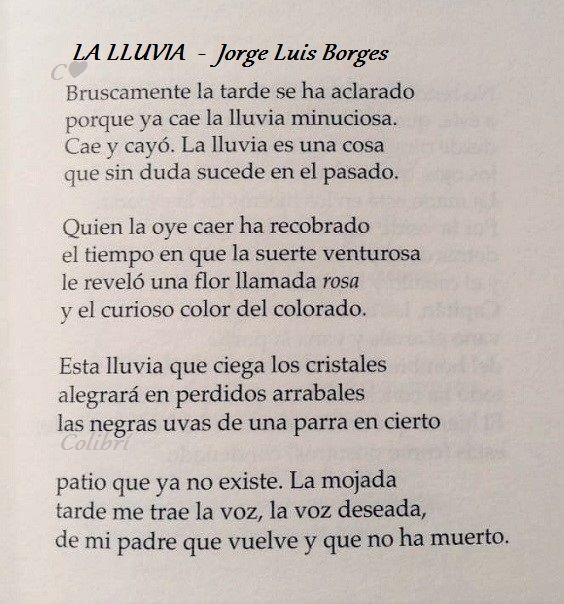 LA LLUVIA - Jorge Luis Borges
C
Bruscamente la tarde se ha aclarado
porque ya cae la lluvia minuciosa.
Cae y cayó. La lluvia es una cosa
que sin duda sucede en el pasado.
Quien la oye caer ha recobrado
el tiempo en que la suerte venturosa
le reveló una flor llamada rosa
y el curioso color del colorado.
Esta lluvia que ciega los cristales
alegrará en perdidos arrabales
las negras uvas de una parra en cierto
Colibrí
patio que ya no existe. La mojada
tarde me trae la voz, la voz deseada,
de mi padre que vuelve y que no ha muerto.